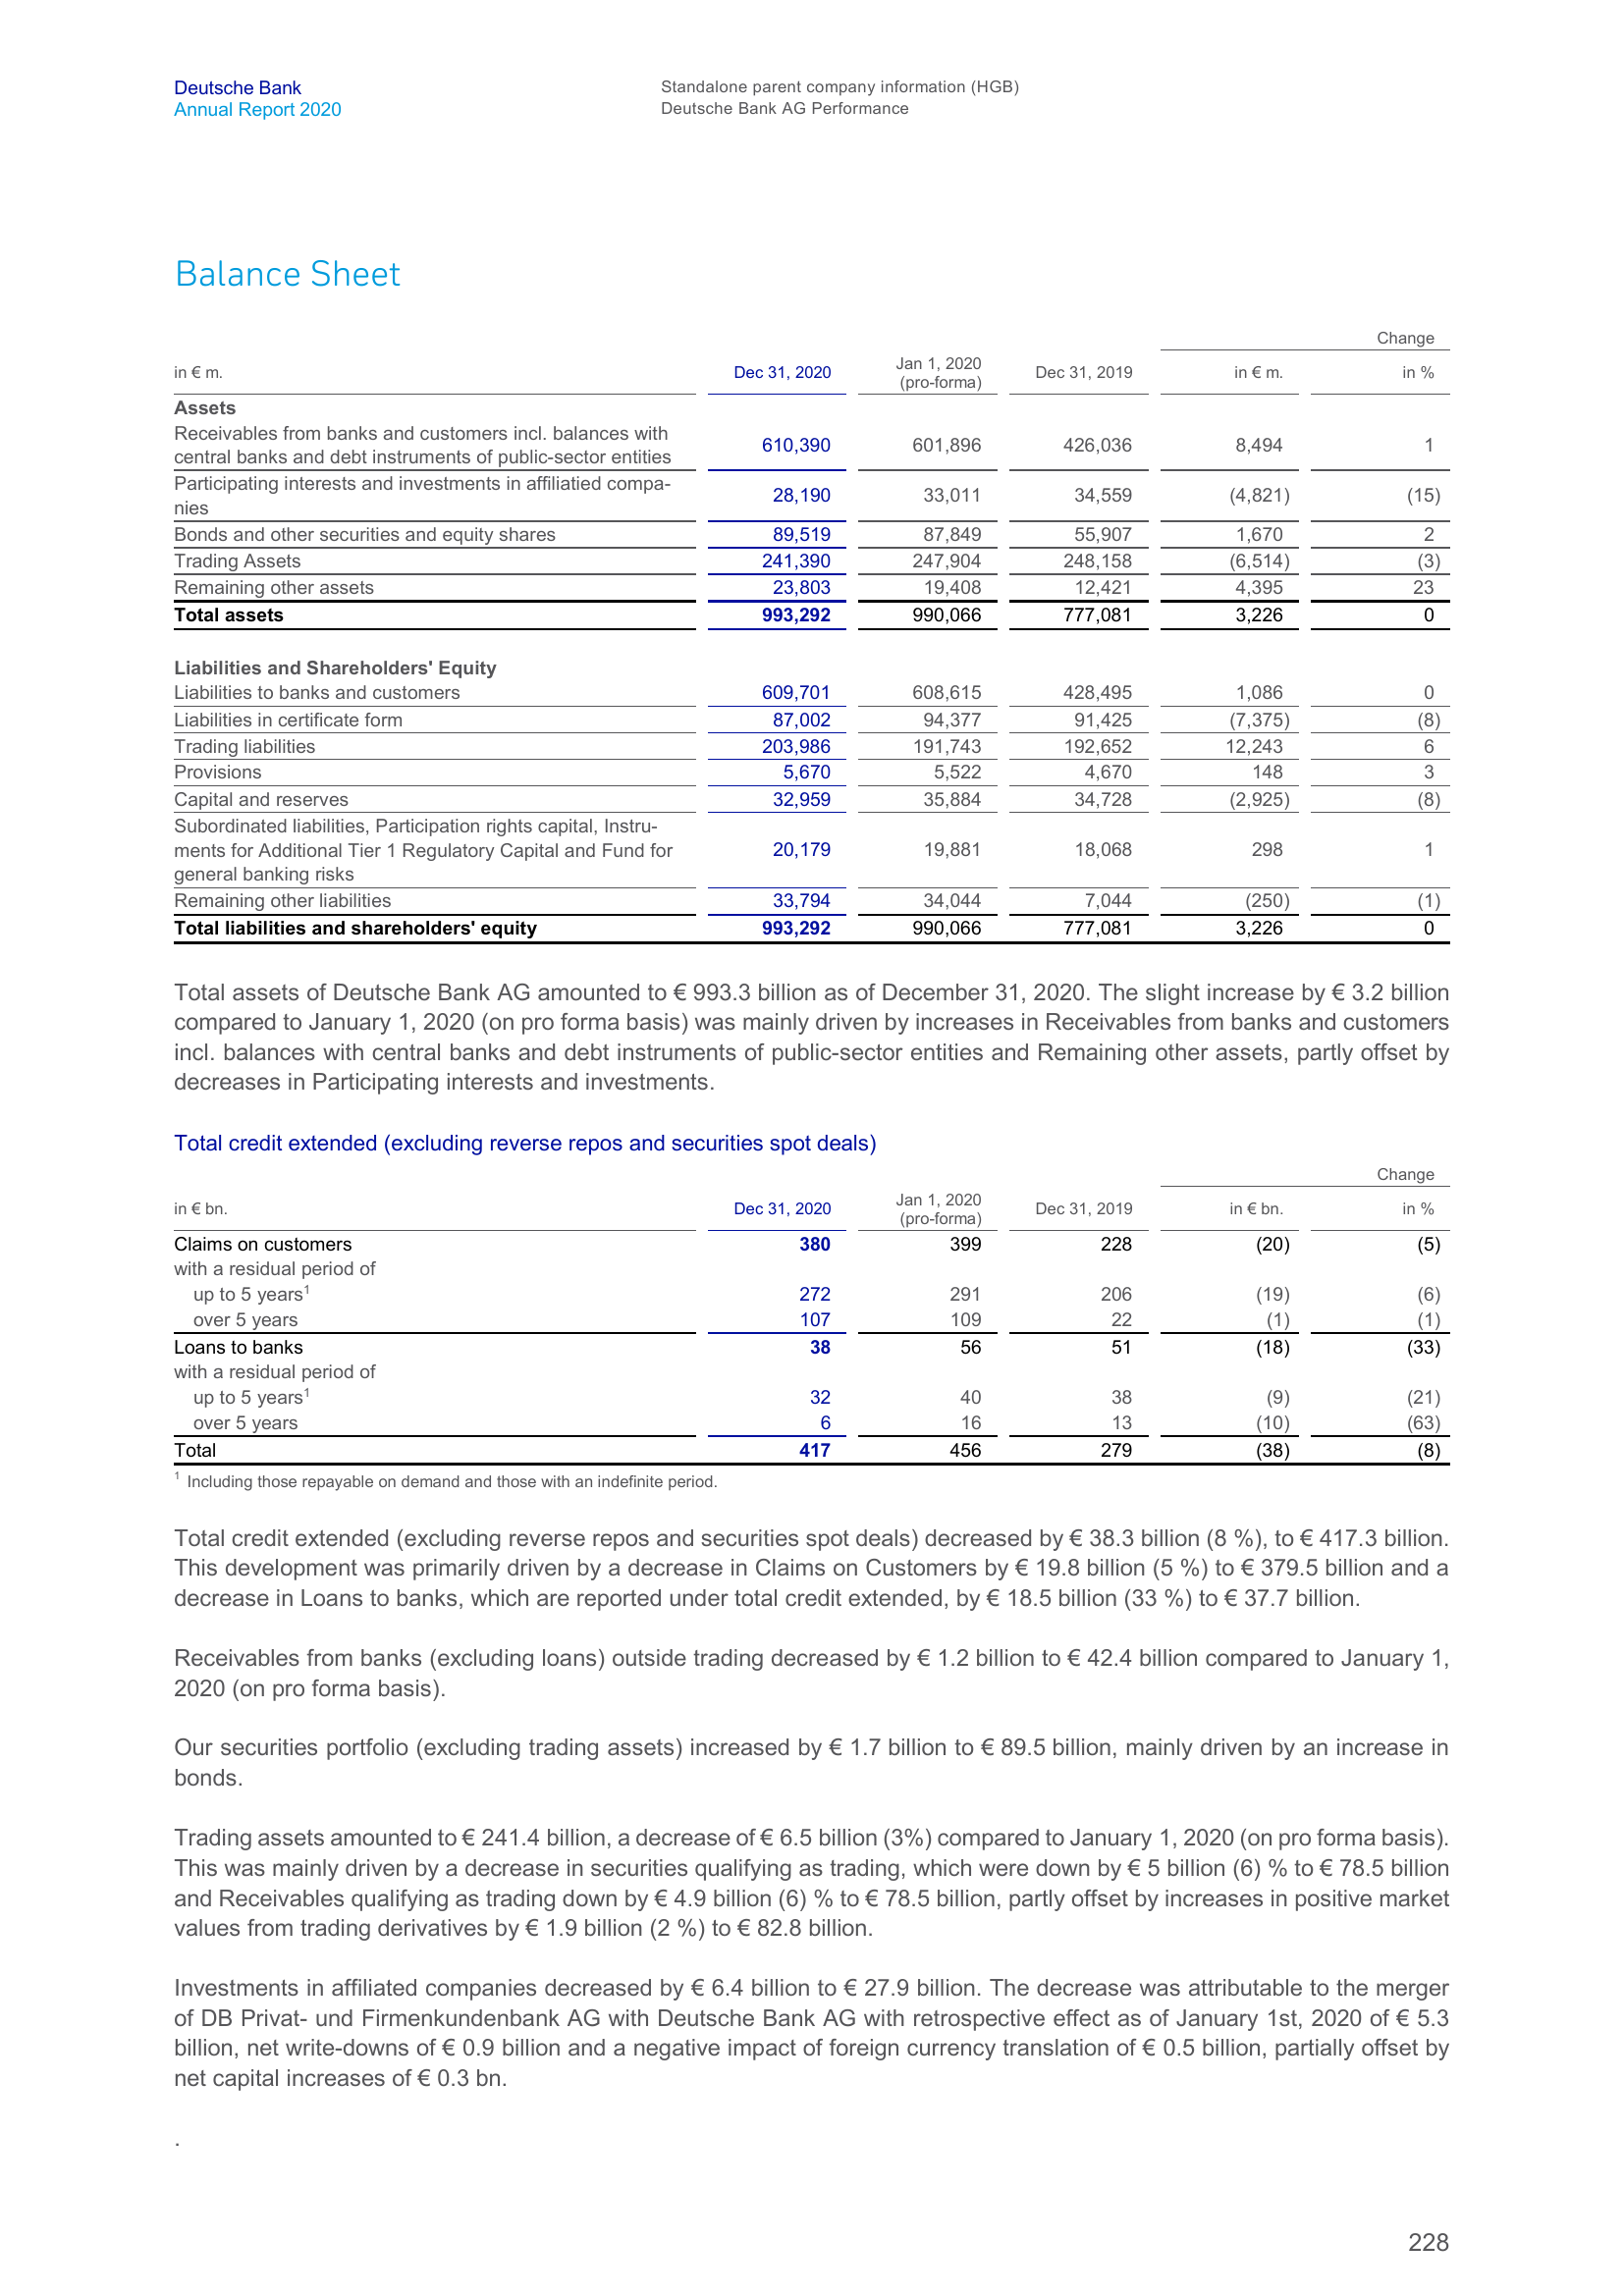 Deutsche Bank
Annual Report 2020
Standalone parent company information (HGB)
Deutsche Bank AG Performance
Balance Sheet
Change
in € m. Dec 31, 2020 Jan 1, 2020 (pro-forma) Dec 31, 2019 in € m. in %
Assets
Receivables from banks and customers incl. balances with
central banks and debt instruments of public-sector entities 610,390 601,896 426,036 8,494 1
Participating interests and investments in affiliatied compa-
nies 28,190 33,011 34,559 (4,821) (15)
Bonds and other securities and equity shares 89,519 87,849 55,907 1,670 2
Trading Assets 241,390 247,904 248,158 (6,514) (3)
Remaining other assets 23,803 19,408 12,421 4,395 23
Total assets 993,292 990,066 777,081 3,226 0
Liabilities and Shareholders' Equity
Liabilities to banks and customers 609,701 608,615 428,495 1,086 0
Liabilities in certificate form 87,002 94,377 91,425 (7,375) (8)
Trading liabilities 203,986 191,743 192,652 12,243 6
Provisions 5,670 5,522 4,670 148 3
Capital and reserves 32,959 35,884 34,728 (2,925) (8)
Subordinated liabilities, Participation rights capital, Instru-
ments for Additional Tier 1 Regulatory Capital and Fund for 20,179 19,881 18,068 298 1
general banking risks
Remaining other liabilities 33,794 34,044 7,044 (250) (1)
Total liabilities and shareholders' equity 993,292 990,066 777,081 3,226 0
Total assets of Deutsche Bank AG amounted to € 993.3 billion as of December 31, 2020. The slight increase by € 3.2 billion
compared to January 1, 2020 (on pro forma basis) was mainly driven by increases in Receivables from banks and customers
incl. balances with central banks and debt instruments of public-sector entities and Remaining other assets, partly offset by
decreases in Participating interests and investments.
Total credit extended (excluding reverse repos and securities spot deals)
Change
in € bn. Dec 31, 2020 Jan 1, 2020 (pro-forma) Dec 31, 2019 in € bn. in %
Claims on customers 380 399 228 (20) (5)
with a residual period of
up to 5 years1 272 291 206 (19) (6)
over 5 years 107 109 22 (1) (1)
Loans to banks 38 56 51 (18) (33)
with a residual period of
up to 5 years1 32 40 38 (9) (21)
over 5 years 6 16 13 (10) (63)
Total 417 456 279 (38) (8)
1 Including those repayable on demand and those with an indefinite period.
Total credit extended (excluding reverse repos and securities spot deals) decreased by € 38.3 billion (8 %), to € 417.3 billion.
This development was primarily driven by a decrease in Claims on Customers by € 19.8 billion (5 %) to € 379.5 billion and a
decrease in Loans to banks, which are reported under total credit extended, by € 18.5 billion (33 %) to € 37.7 billion.
Receivables from banks (excluding loans) outside trading decreased by € 1.2 billion to € 42.4 billion compared to January 1,
2020 (on pro forma basis).
Our securities portfolio (excluding trading assets) increased by € 1.7 billion to € 89.5 billion, mainly driven by an increase in
bonds.
Trading assets amounted to € 241.4 billion, a decrease of € 6.5 billion (3%) compared to January 1, 2020 (on pro forma basis).
This was mainly driven by a decrease in securities qualifying as trading, which were down by € 5 billion (6) % to € 78.5 billion
and Receivables qualifying as trading down by € 4.9 billion (6) % to € 78.5 billion, partly offset by increases in positive market
values from trading derivatives by € 1.9 billion (2 %) to € 82.8 billion.
Investments in affiliated companies decreased by € 6.4 billion to € 27.9 billion. The decrease was attributable to the merger
of DB Privat- und Firmenkundenbank AG with Deutsche Bank AG with retrospective effect as of January 1st, 2020 of € 5.3
billion, net write-downs of € 0.9 billion and a negative impact of foreign currency translation of € 0.5 billion, partially offset by
net capital increases of € 0.3 bn.
.
228